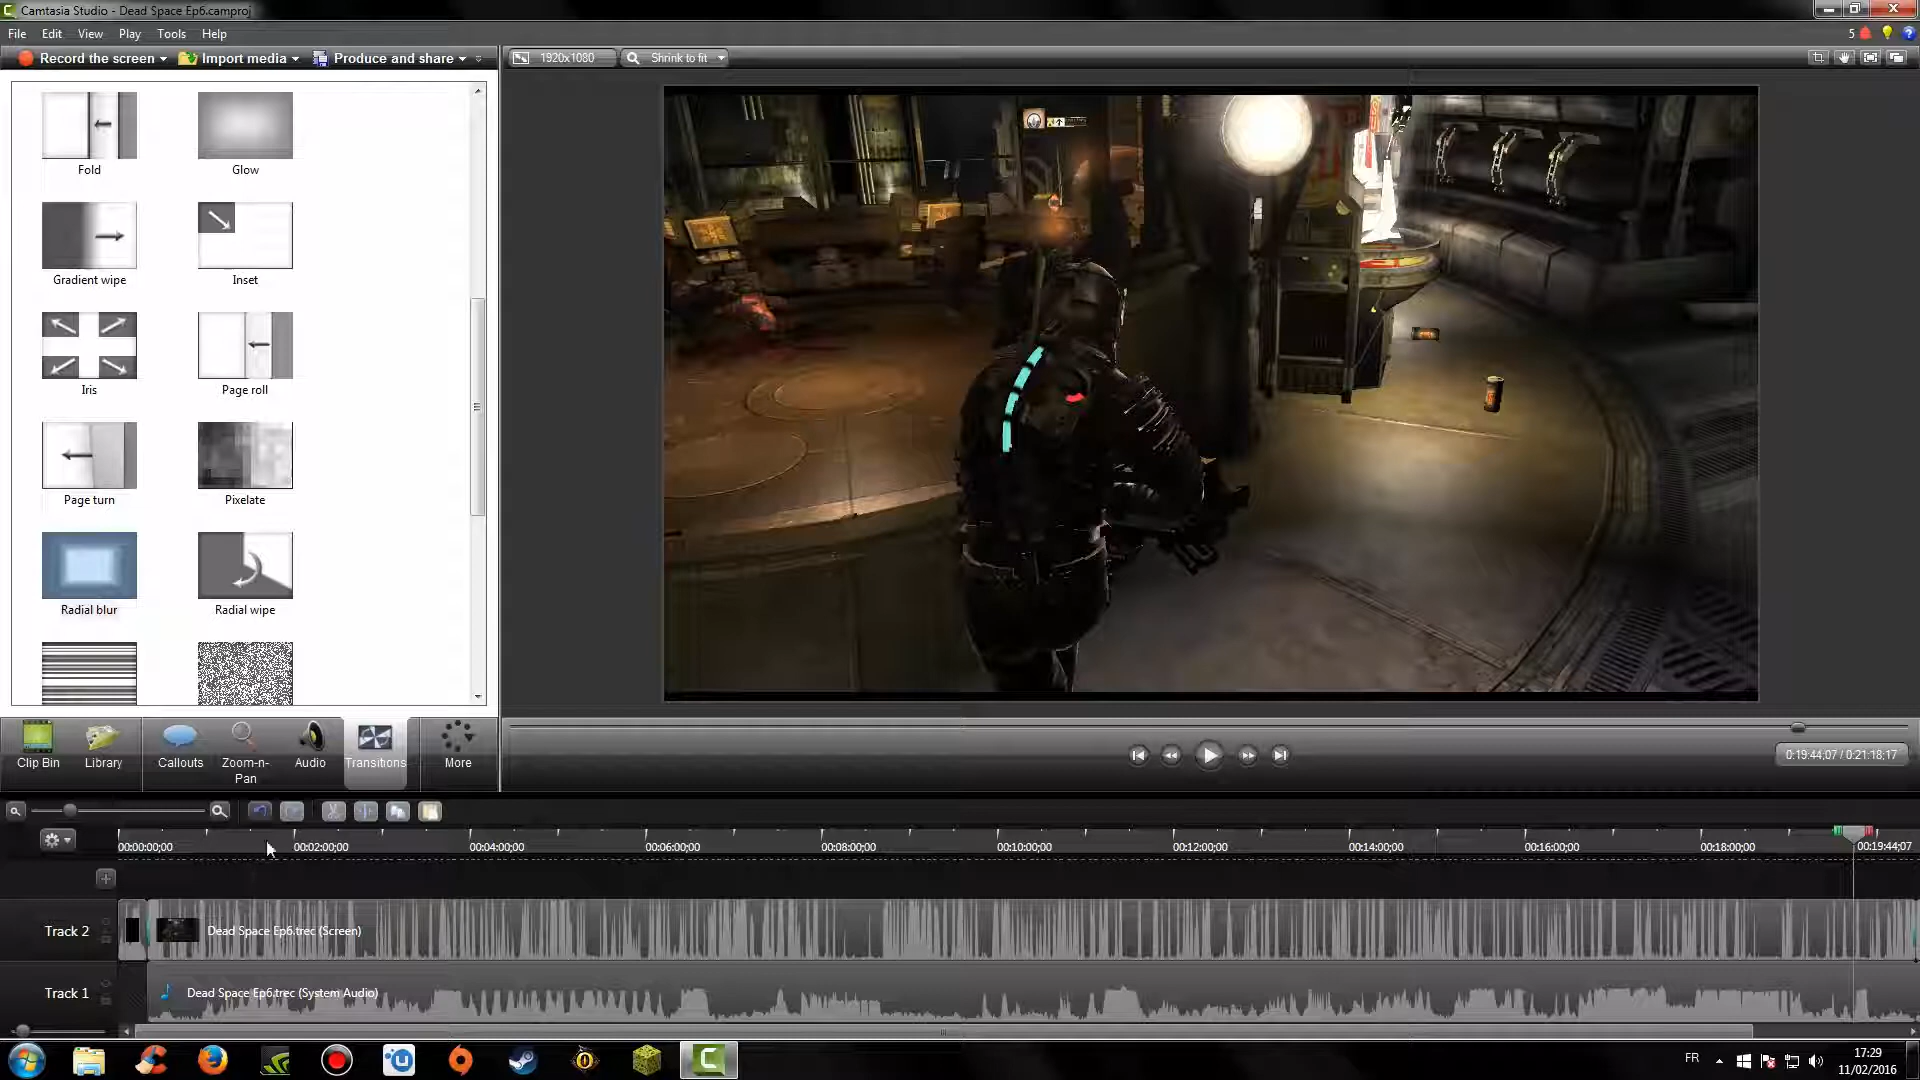 Camtasia Studio - Dead Space Ep6.camproj
File Edit View Play Tools Help
5
Record the screen Import media Produce and share
1920x1080 Shrink to fit
Fold Glow
Gradient wipe Inset
Iris Page roll
Page turn Pixelate
Radial blur Radial wipe
Clip Bin Library Callouts Zoom-n-Pan Audio Transitions More
0:19:44;07 / 0:21:18;17
00:00:00;00 00:02:00;00 00:04:00;00 00:06:00;00 00:08:00;00 00:10:00;00 00:12:00;00 00:14:00;00 00:16:00;00 00:18:00;00 00:19:44;07
Track 2 Dead Space Ep6.trec (Screen)
Track 1 Dead Space Ep6.trec (System Audio)
FR
17:29
11/02/2016